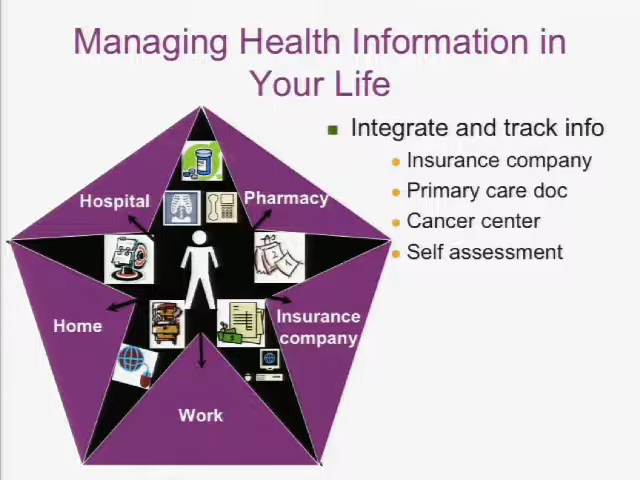 Managing Health Information in
Your Life
Integrate and track info
Insurance company
Primary care doc
Cancer center
Self assessment
Hospital
Pharmacy
Home
Insurance
company
Work